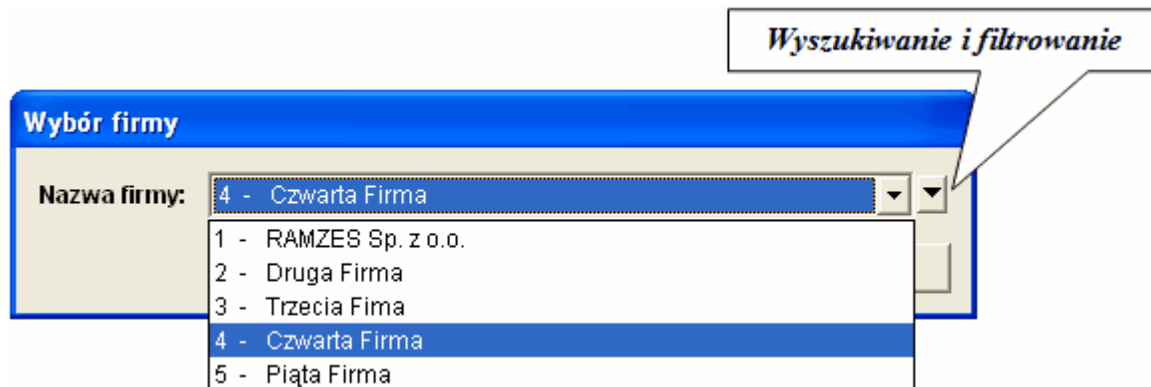 Wyszukiwanie i filtrowanie
Wybór firmy
Nazwa firmy: 4 - Czwarta Firma
1 - RAMZES Sp. z o.o.
2 - Druga Firma
3 - Trzecia Fima
4 - Czwarta Firma
5 - Piąta Firma